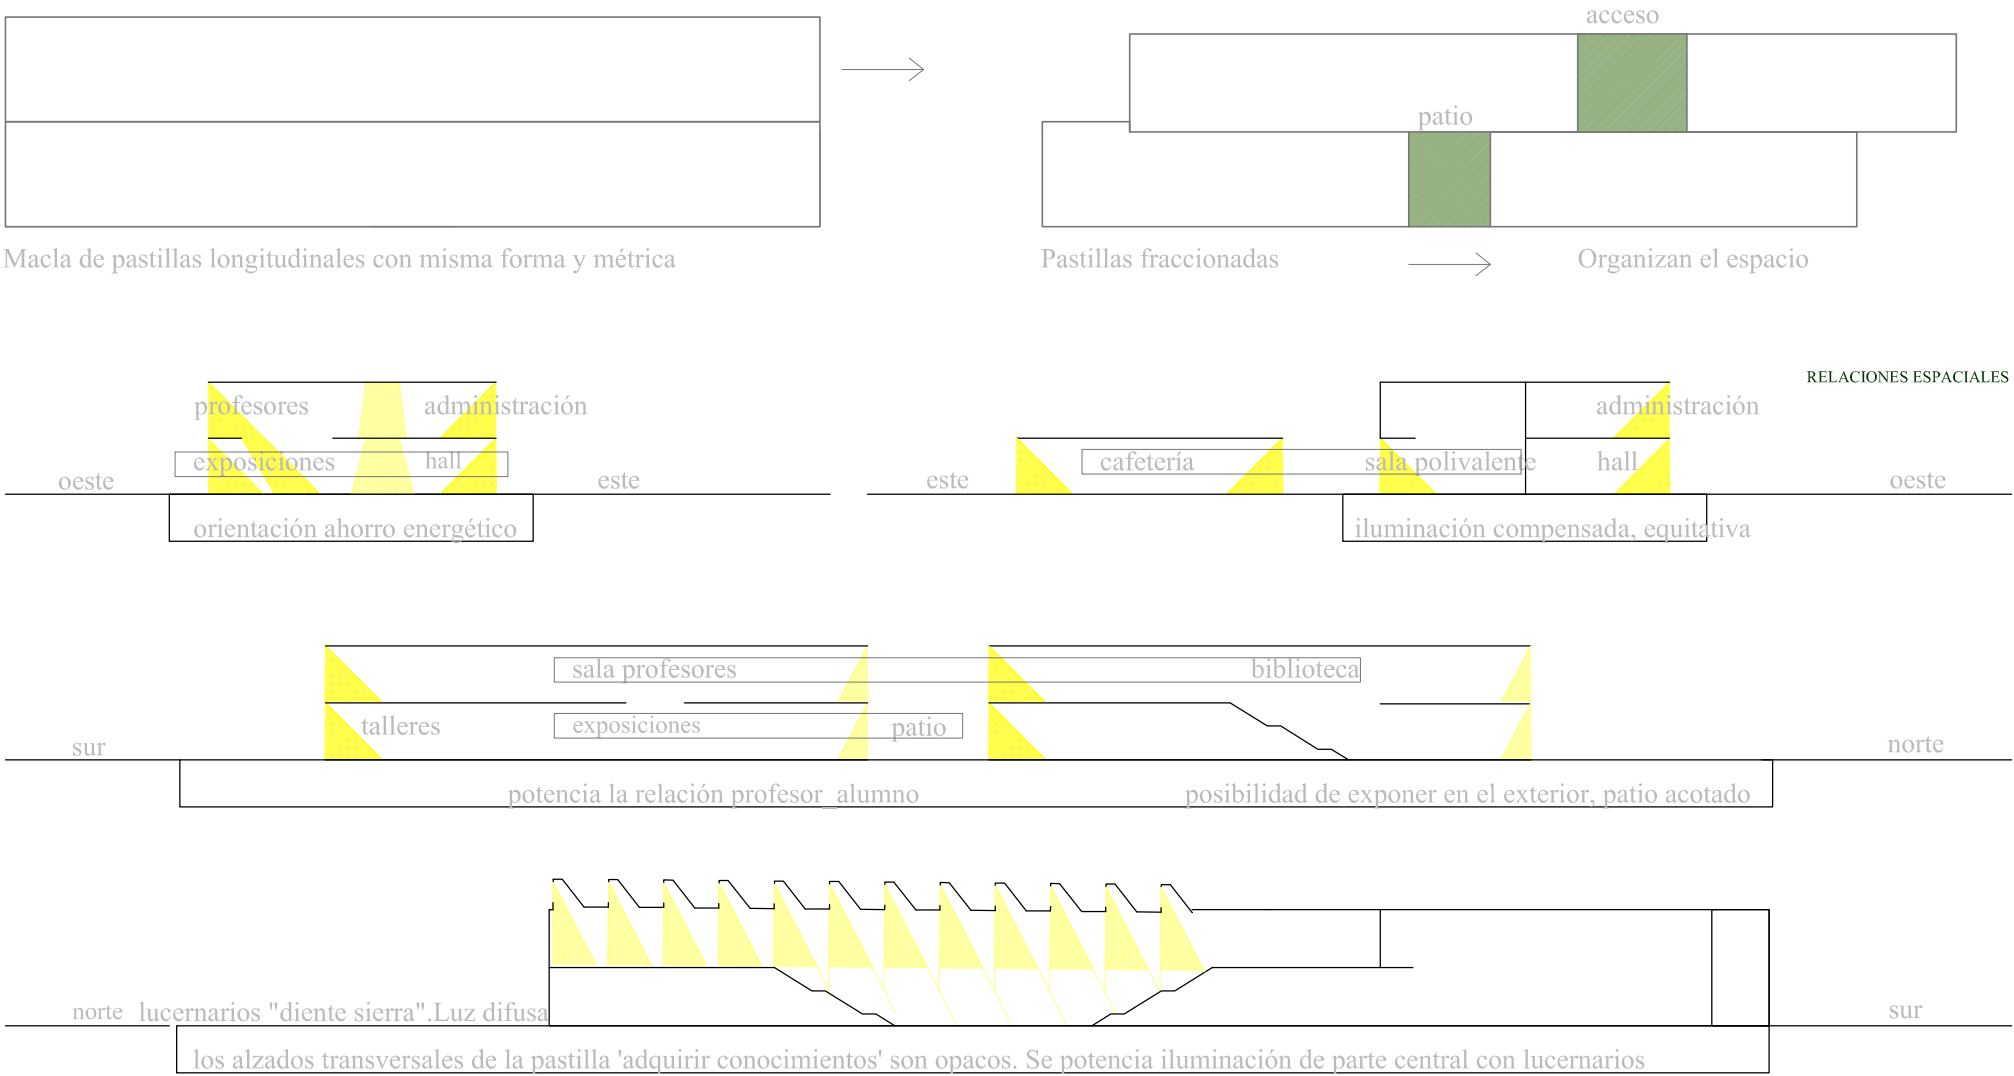 acceso
patio
Macla de pastillas longitudinales con misma forma y métrica
Pastillas fraccionadas
Organizan el espacio
RELACIONES ESPACIALES
profesores
administración
exposiciones
hall
oeste
este
orientación ahorro energético
administración
cafetería
sala polivalente
hall
este
oeste
iluminación compensada, equitativa
sala profesores
biblioteca
talleres
exposiciones
patio
sur
norte
potencia la relación profesor_alumno
posibilidad de exponer en el exterior, patio acotado
norte
lucernarios "diente sierra".Luz difusa
sur
los alzados transversales de la pastilla 'adquirir conocimientos' son opacos. Se potencia iluminación de parte central con lucernarios